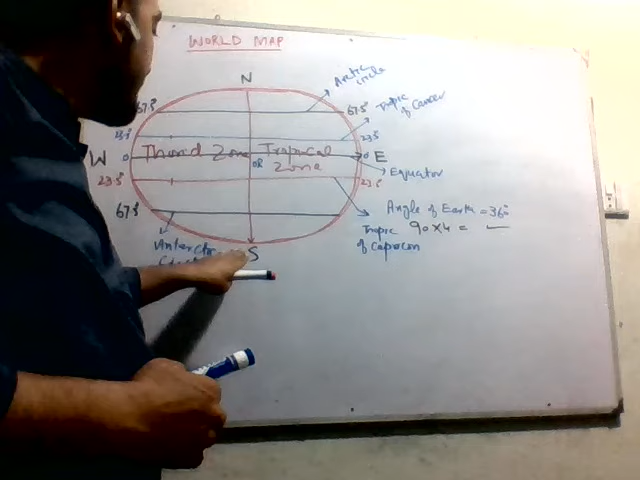 WORLD MAP
N
Arctic
circle
67.5°
67.5°
Tropic
of Cancer
23.5°
23.5
W
0
Thorid Zone
OR
Tropical
Zone
0°
E
Equator
23.5°
23.5
67.5°
Angle of Earth = 360°
Tropic
of Capricon
90×4 =
Antarctic
S